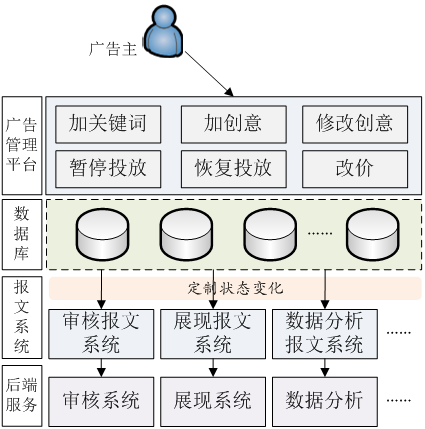 广告主
广告
管理
平台
加关键词
加创意
修改创意
暂停投放
恢复投放
改价
数
据
库
……
报
文
系
统
定制状态变化
审核报文
系统
展现报文
系统
数据分析
报文系统
……
后端
服务
审核系统
展现系统
数据分析
……